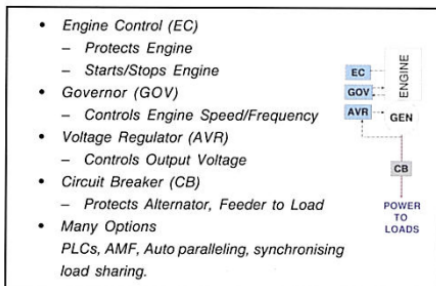 • Engine Control (EC)
– Protects Engine
– Starts/Stops Engine
• Governor (GOV)
– Controls Engine Speed/Frequency
• Voltage Regulator (AVR)
– Controls Output Voltage
• Circuit Breaker (CB)
– Protects Alternator, Feeder to Load
• Many Options
PLCs, AMF, Auto paralleling, synchronising
load sharing.
ENGINE
EC
GOV
AVR
GEN
CB
POWER
TO
LOADS